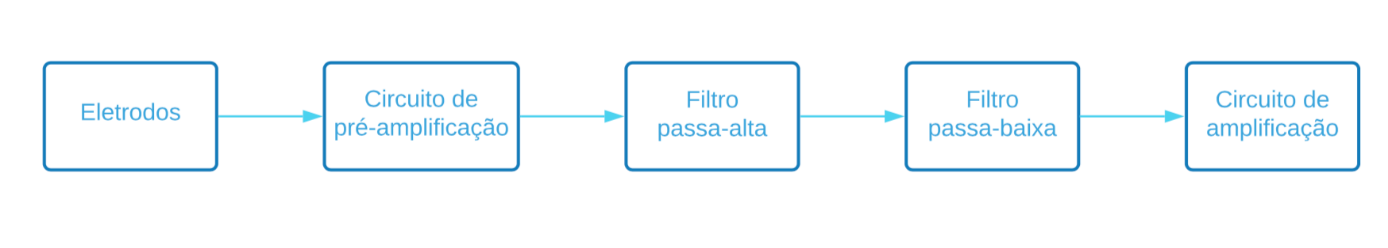 Eletrodos
Circuito de
pré-amplificação
Filtro
passa-alta
Filtro
passa-baixa
Circuito de
amplificação